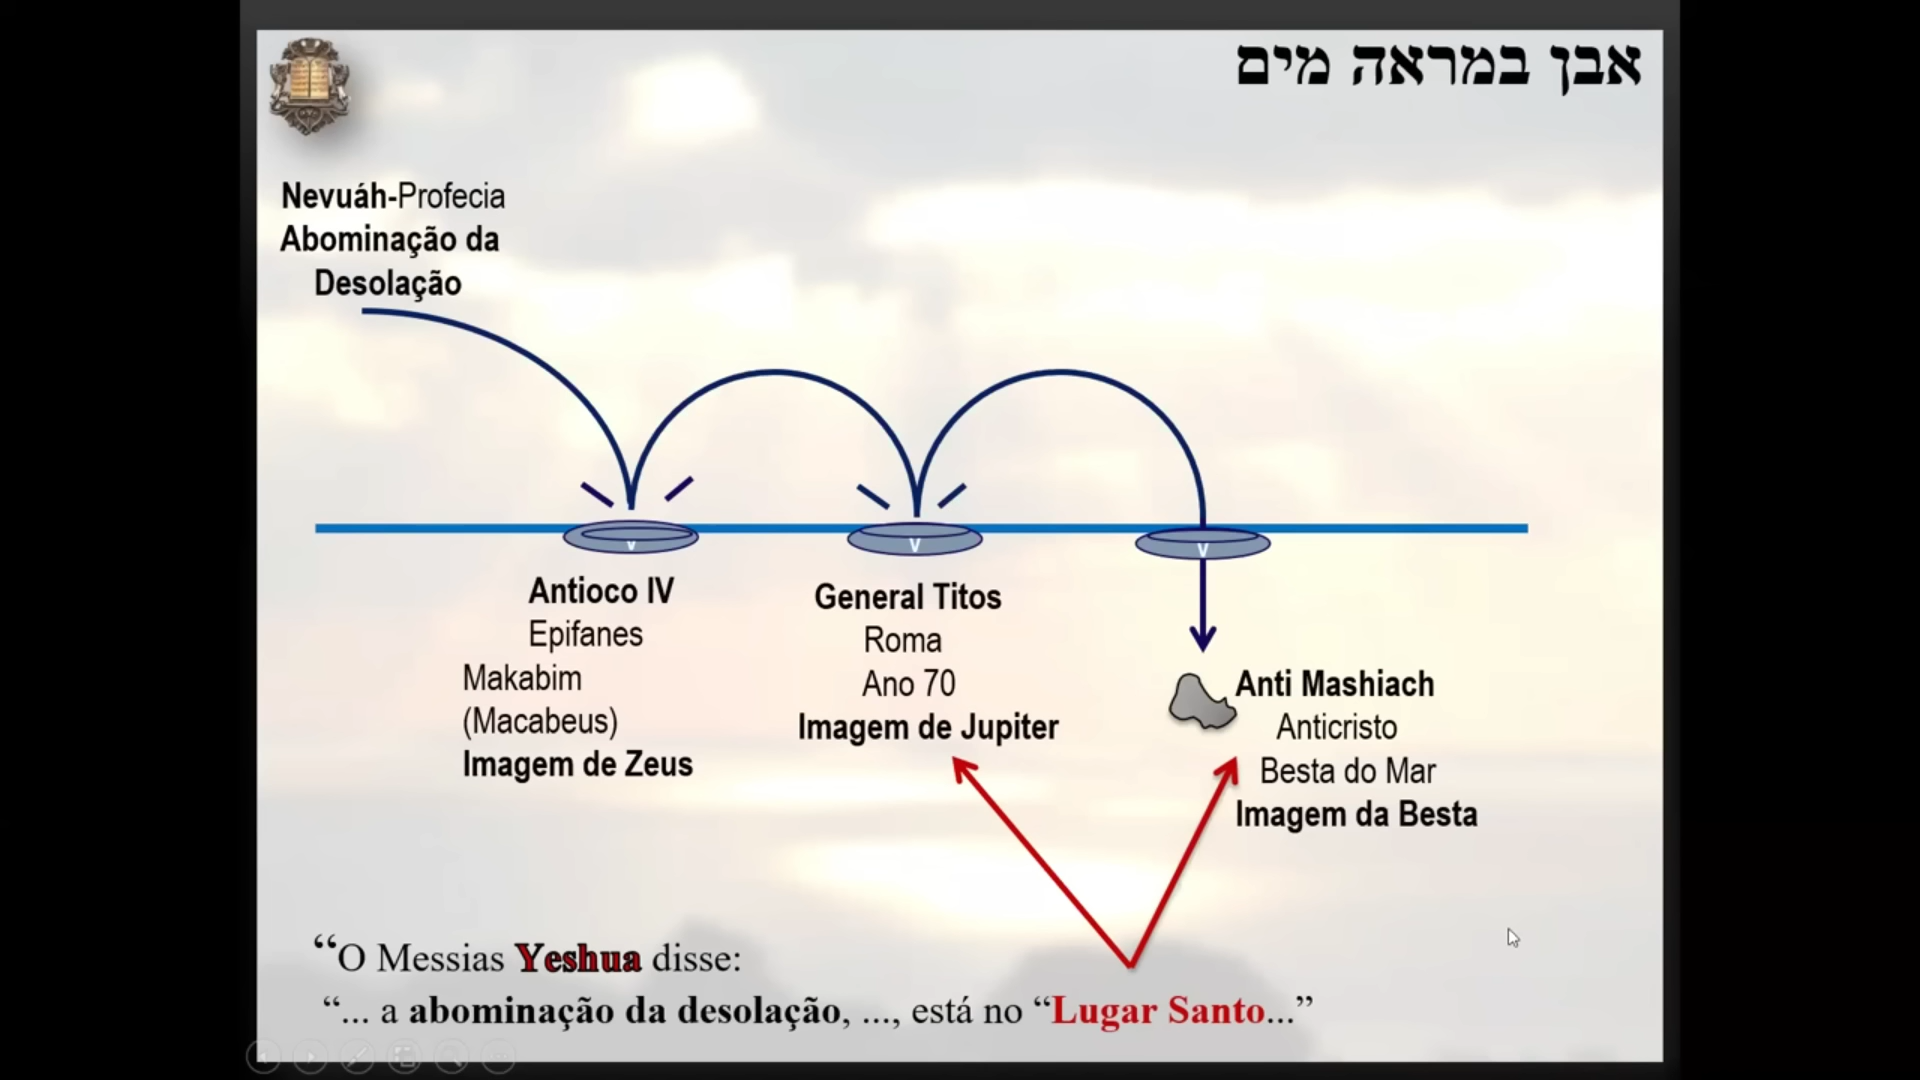 אבן במראה מים
Nevuáh-Profecia
Abominação da
Desolação
v
v
v
Antioco IV
Epifanes
Makabim
(Macabeus)
Imagem de Zeus
General Titos
Roma
Ano 70
Imagem de Jupiter
Anti Mashiach
Anticristo
Besta do Mar
Imagem da Besta
“O Messias Yeshua disse:
“... a abominação da desolação, ..., está no “Lugar Santo...”